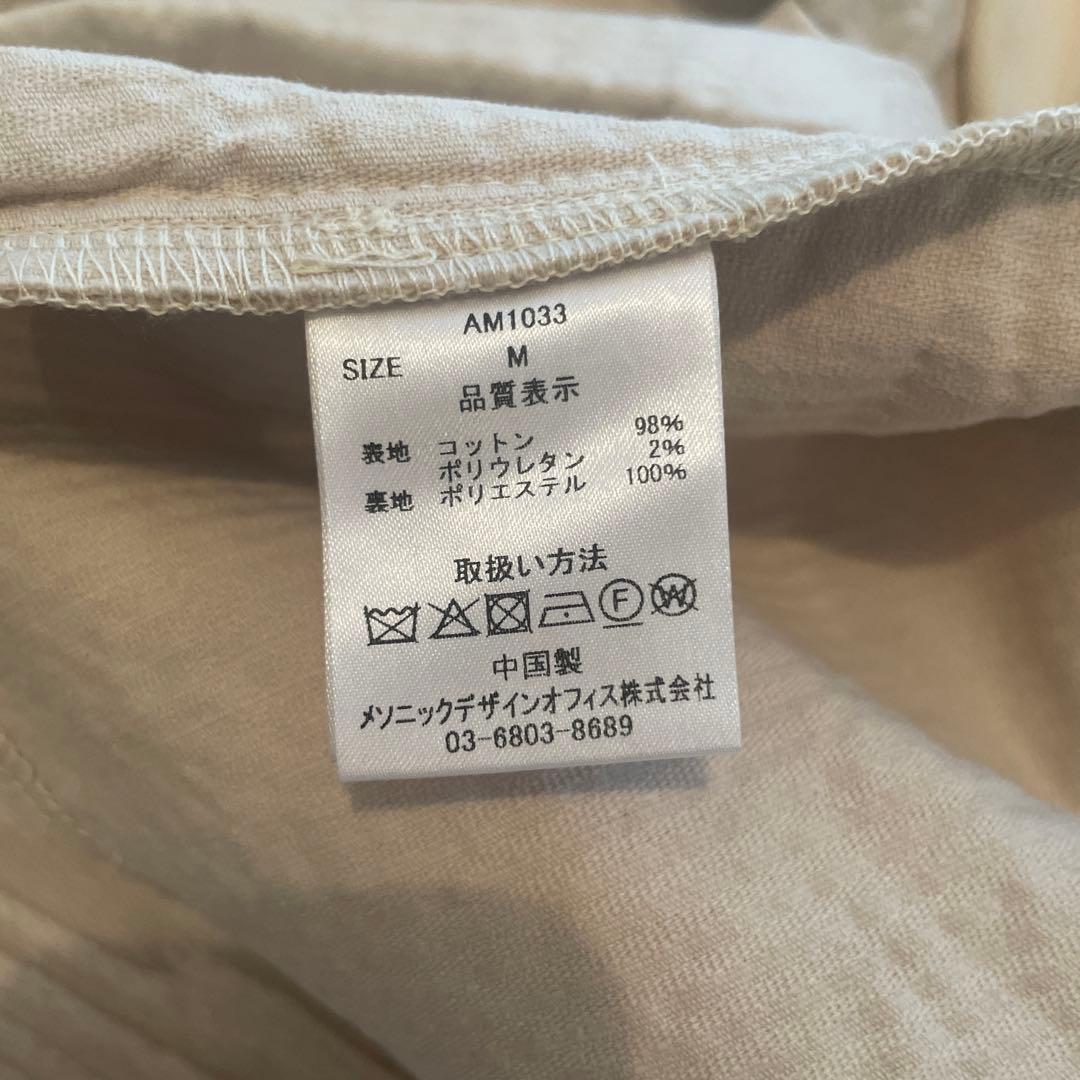 AM1033
SIZE M
品質表示
表地 コットン 98%
ポリウレタン 2%
裏地 ポリエステル 100%
取扱い方法
F W
中国製
メソニックデザインオフィス株式会社
03-6803-8689